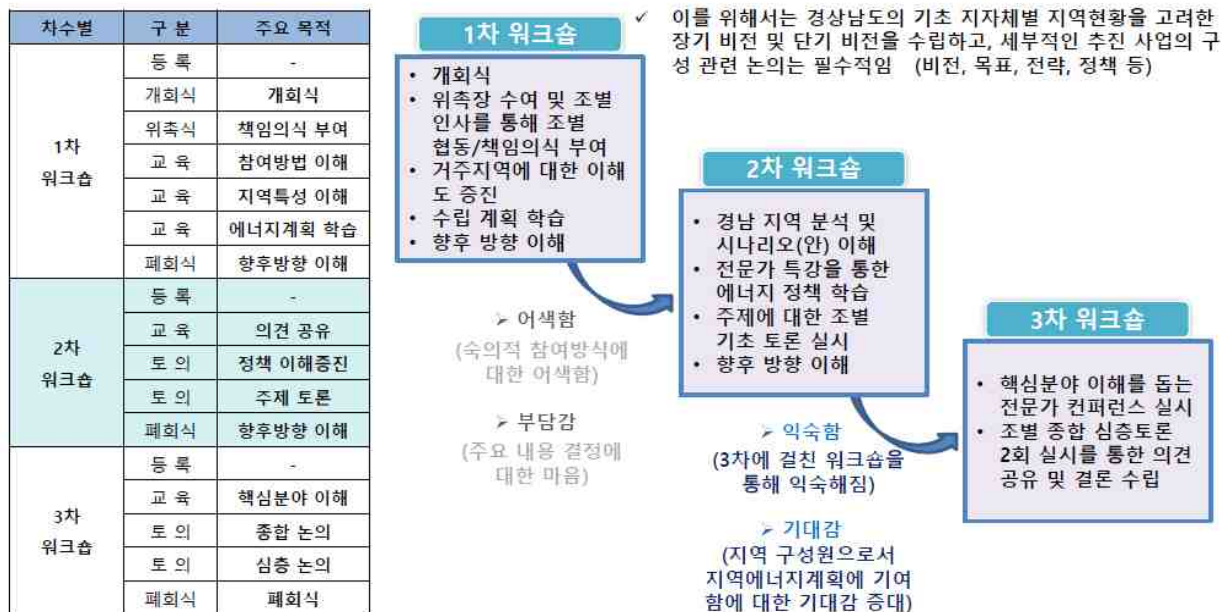 차수별 구 분 주요 목적
1차
워크숍
등 록 -
개회식 개회식
위촉식 책임의식 부여
교 육 참여방법 이해
교 육 지역특성 이해
교 육 에너지계획 학습
폐회식 향후방향 이해
2차
워크숍
등 록 -
교 육 의견 공유
토 의 정책 이해증진
토 의 주제 토론
폐회식 향후방향 이해
3차
워크숍
등 록 -
교 육 핵심분야 이해
토 의 종합 논의
토 의 심층 논의
폐회식 폐회식
✓ 이를 위해서는 경상남도의 기초 지자체별 지역현황을 고려한
장기 비전 및 단기 비전을 수립하고, 세부적인 추진 사업의 구
성 관련 논의는 필수적임 (비전, 목표, 전략, 정책 등)
1차 워크숍
• 개회식
• 위촉장 수여 및 조별
인사를 통해 조별
협동/책임의식 부여
• 거주지역에 대한 이해
도 증진
• 수립 계획 학습
• 향후 방향 이해
➢ 어색함
(숙의적 참여방식에
대한 어색함)
➢ 부담감
(주요 내용 결정에
대한 마음)
2차 워크숍
• 경남 지역 분석 및
시나리오(안) 이해
• 전문가 특강을 통한
에너지 정책 학습
• 주제에 대한 조별
기초 토론 실시
• 향후 방향 이해
➢ 익숙함
(3차에 걸친 워크숍을
통해 익숙해짐)
➢ 기대감
(지역 구성원으로서
지역에너지계획에 기여
함에 대한 기대감 증대)
3차 워크숍
• 핵심분야 이해를 돕는
전문가 컨퍼런스 실시
• 조별 종합 심층토론
2회 실시를 통한 의견
공유 및 결론 수립